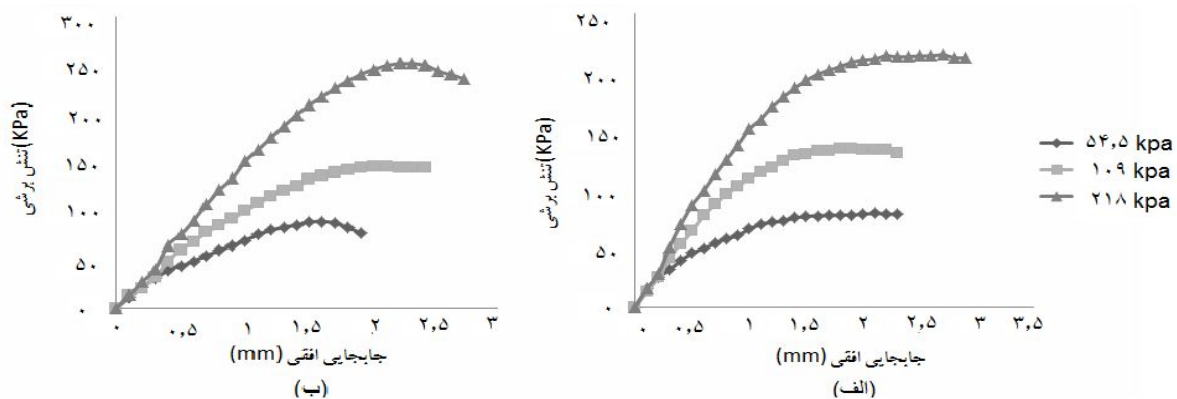 ۳۰۰
۲۵۰
۲۰۰
۱۵۰
۱۰۰
۵۰
۰
تنش برشی (KPa)
۰ ۰٫۵ ۱ ۱٫۵ ۲ ۲٫۵ ۳
جابجایی افقی (mm)
(ب)
۲۵۰
۲۰۰
۱۵۰
۱۰۰
۵۰
۰
تنش برشی (KPa)
۰ ۰٫۵ ۱ ۱٫۵ ۲ ۲٫۵ ۳ ۳٫۵
جابجایی افقی (mm)
(الف)
۵۴٫۵ kpa
۱۰۹ kpa
۲۱۸ kpa